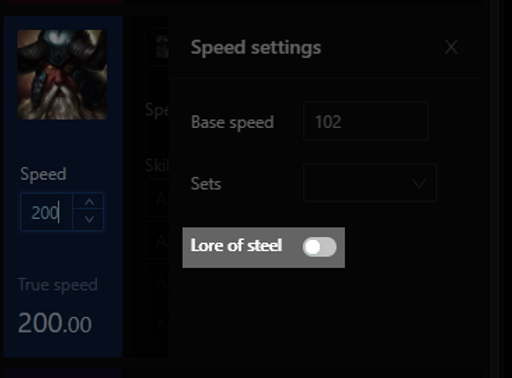 Speed settings
Base speed
102
Sets
Lore of steel
Speed
200
True speed
200.00